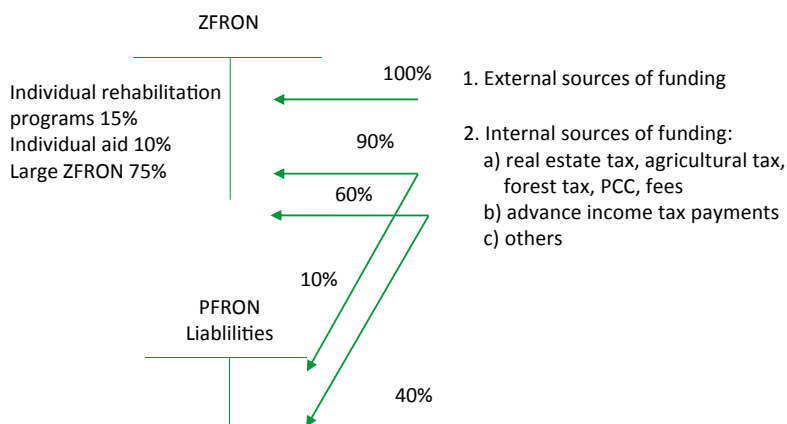 ZFRON
100%
1. External sources of funding
Individual rehabilitation
programs 15%
Individual aid 10%
Large ZFRON 75%
90%
60%
2. Internal sources of funding:
a) real estate tax, agricultural tax,
forest tax, PCC, fees
b) advance income tax payments
c) others
10%
PFRON
Liablilities
40%